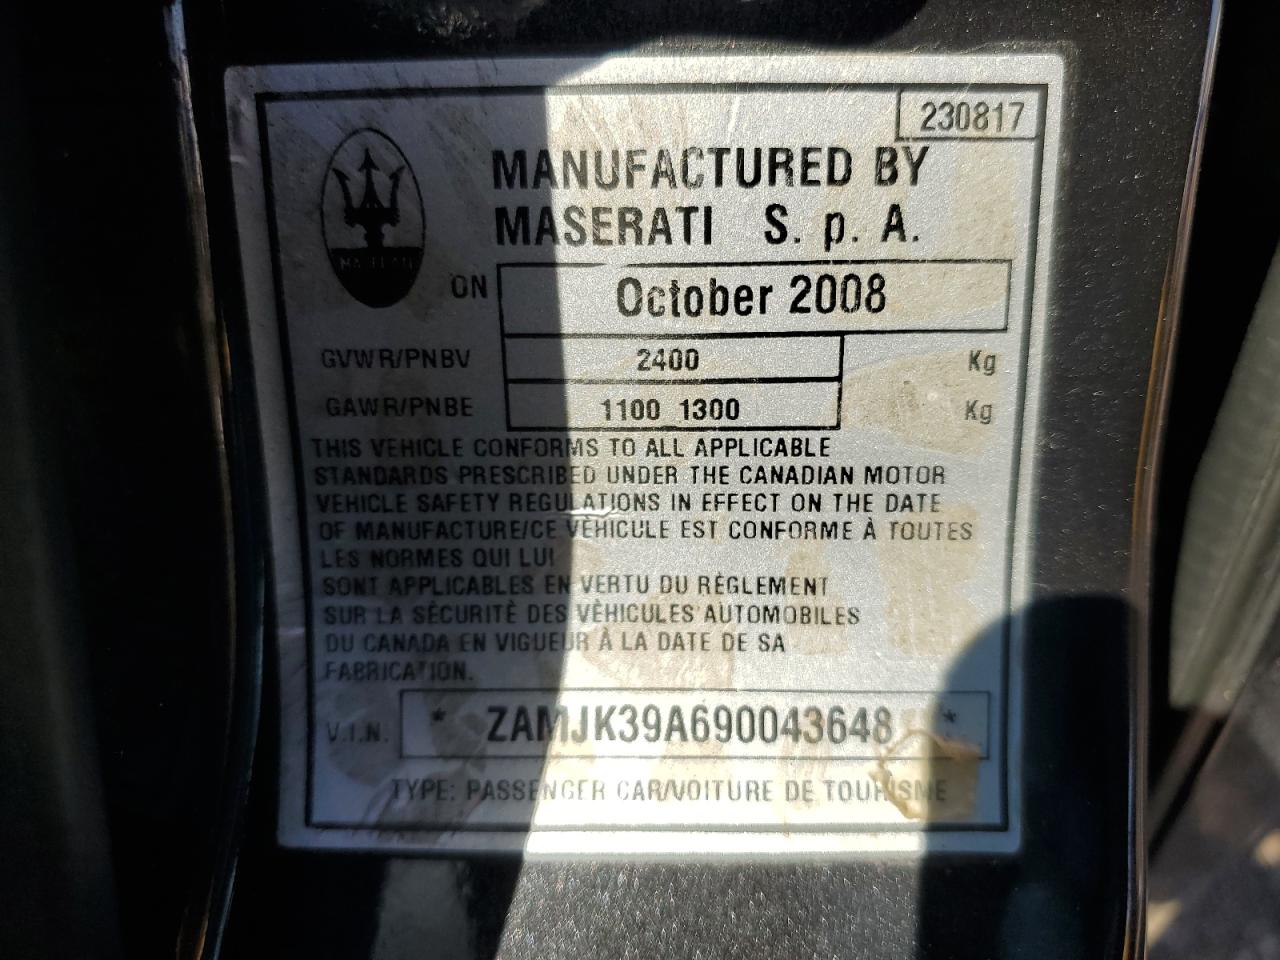 230817
MANUFACTURED BY
MASERATI S. p. A.
MASERATI
ON October 2008
GVWR/PNBV 2400 Kg
GAWR/PNBE 1100 1300 Kg
THIS VEHICLE CONFORMS TO ALL APPLICABLE
STANDARDS PRESCRIBED UNDER THE CANADIAN MOTOR
VEHICLE SAFETY REGULATIONS IN EFFECT ON THE DATE
OF MANUFACTURE/CE VÉHICULE EST CONFORME À TOUTES
LES NORMES QUI LUI
SONT APPLICABLES EN VERTU DU RÈGLEMENT
SUR LA SÈCURITÈ DES VÈHICULES AUTOMOBILES
DU CANADA EN VIGUEUR À LA DATE DE SA
FABRICATION.
V.I.N. * ZAMJK39A690043648 *
TYPE: PASSENGER CAR/VOITURE DE TOURISME